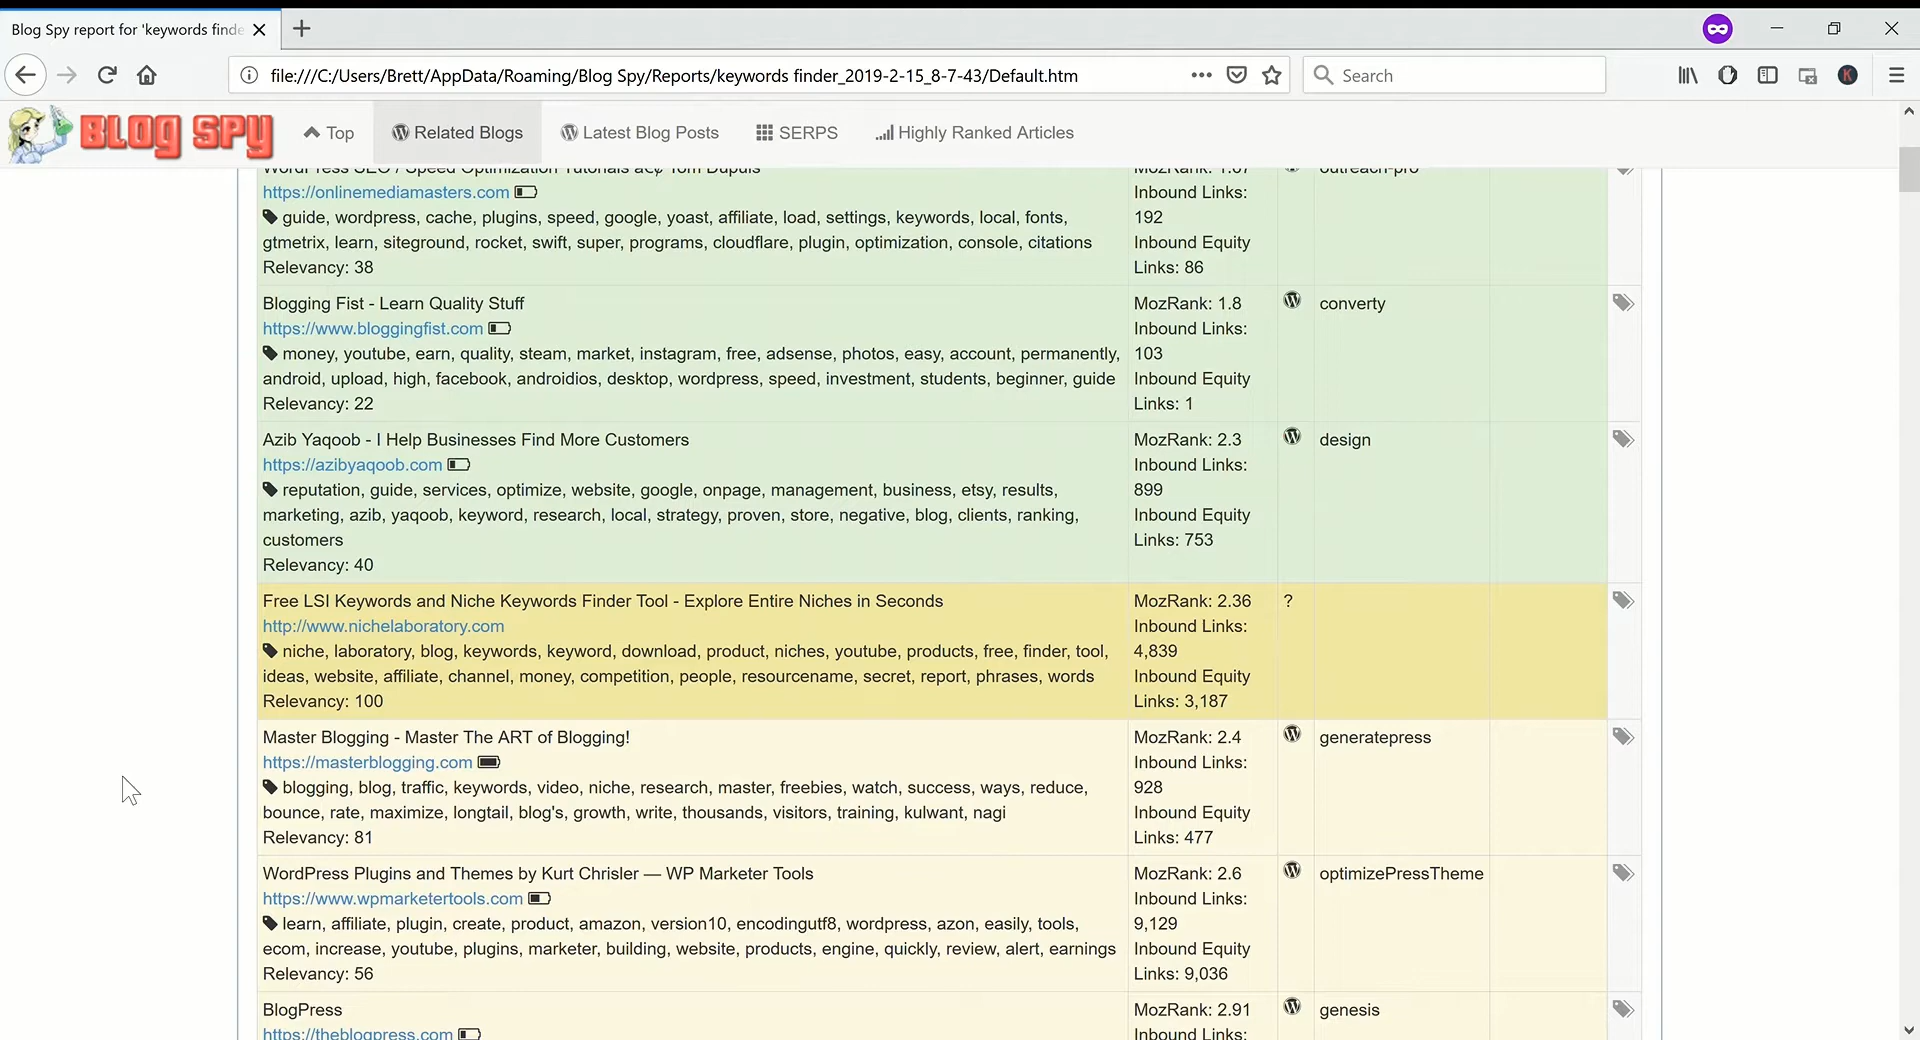 Blog Spy report for 'keywords finde
file:///C:/Users/Brett/AppData/Roaming/Blog Spy/Reports/keywords finder_2019-2-15_8-7-43/Default.htm
Search
K
BLOG SPY
Top
Related Blogs
Latest Blog Posts
SERPS
Highly Ranked Articles
WordPress SEO / Speed Optimization Tutorials â€¢ Tom Dupuis
https://onlinemediamasters.com
guide, wordpress, cache, plugins, speed, google, yoast, affiliate, load, settings, keywords, local, fonts,
gtmetrix, learn, siteground, rocket, swift, super, programs, cloudflare, plugin, optimization, console, citations
Relevancy: 38
MozRank: 1.67
Inbound Links:
192
Inbound Equity
Links: 86
outreach-pro
Blogging Fist - Learn Quality Stuff
https://www.bloggingfist.com
money, youtube, earn, quality, steam, market, instagram, free, adsense, photos, easy, account, permanently,
android, upload, high, facebook, androidios, desktop, wordpress, speed, investment, students, beginner, guide
Relevancy: 22
MozRank: 1.8
Inbound Links:
103
Inbound Equity
Links: 1
converty
Azib Yaqoob - I Help Businesses Find More Customers
https://azibyaqoob.com
reputation, guide, services, optimize, website, google, onpage, management, business, etsy, results,
marketing, azib, yaqoob, keyword, research, local, strategy, proven, store, negative, blog, clients, ranking,
customers
Relevancy: 40
MozRank: 2.3
Inbound Links:
899
Inbound Equity
Links: 753
design
Free LSI Keywords and Niche Keywords Finder Tool - Explore Entire Niches in Seconds
http://www.nichelaboratory.com
niche, laboratory, blog, keywords, keyword, download, product, niches, youtube, products, free, finder, tool,
ideas, website, affiliate, channel, money, competition, people, resourcename, secret, report, phrases, words
Relevancy: 100
MozRank: 2.36
Inbound Links:
4,839
Inbound Equity
Links: 3,187
?
Master Blogging - Master The ART of Blogging!
https://masterblogging.com
blogging, blog, traffic, keywords, video, niche, research, master, freebies, watch, success, ways, reduce,
bounce, rate, maximize, longtail, blog's, growth, write, thousands, visitors, training, kulwant, nagi
Relevancy: 81
MozRank: 2.4
Inbound Links:
928
Inbound Equity
Links: 477
generatepress
WordPress Plugins and Themes by Kurt Chrisler — WP Marketer Tools
https://www.wpmarketertools.com
learn, affiliate, plugin, create, product, amazon, version10, encodingutf8, wordpress, azon, easily, tools,
ecom, increase, youtube, plugins, marketer, building, website, products, engine, quickly, review, alert, earnings
Relevancy: 56
MozRank: 2.6
Inbound Links:
9,129
Inbound Equity
Links: 9,036
optimizePressTheme
BlogPress
https://theblogpress.com
MozRank: 2.91
Inbound Links:
genesis